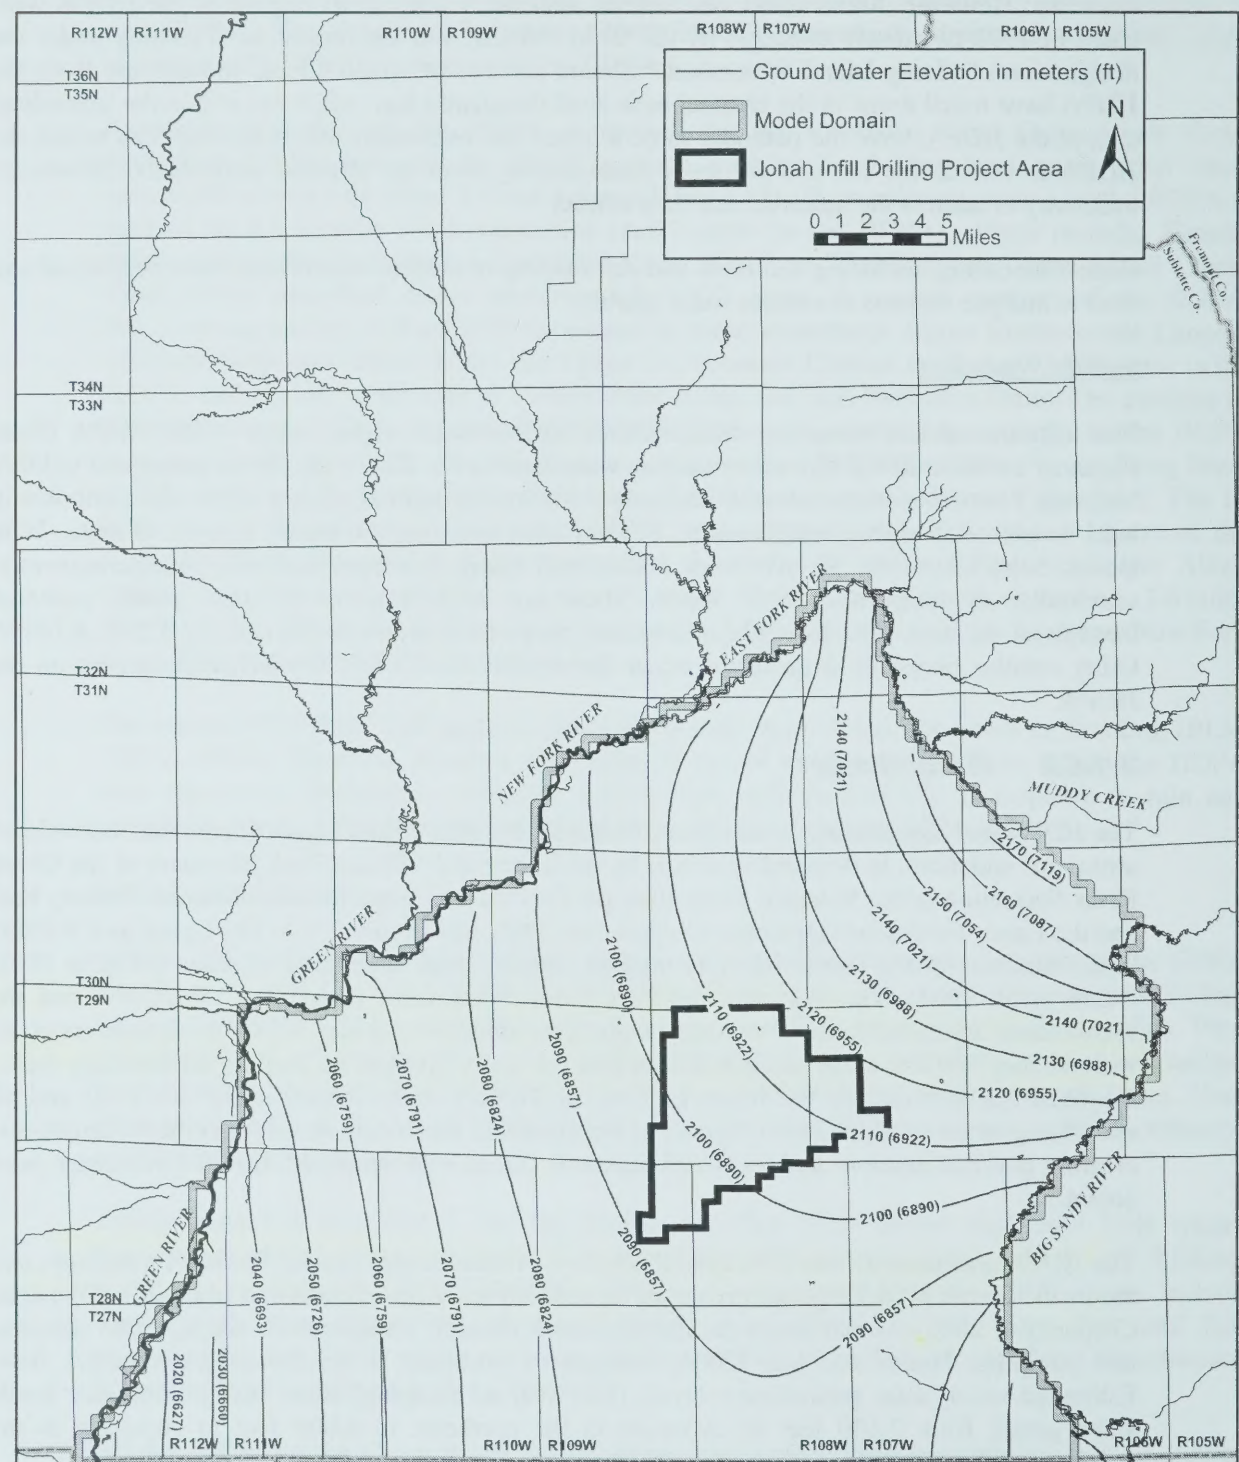 R112W R111W
R110W R109W
R108W R107W
R106W R105W
T36N
T35N
Ground Water Elevation in meters (ft)
Model Domain
Jonah Infill Drilling Project Area
N
0 1 2 3 4 5
Miles
Fremont Co.
Sublette Co.
T34N
T33N
T32N
T31N
EAST FORK RIVER
NEW FORK RIVER
2140 (7021)
MUDDY CREEK
2170 (7119)
2160 (7087)
2150 (7054)
2140 (7021)
GREEN RIVER
2100 (6890)
2130 (6988)
T30N
T29N
2110 (6922)
2120 (6955)
2140 (7021)
2060 (6759)
2070 (6791)
2080 (6824)
2090 (6857)
2130 (6988)
2120 (6955)
2110 (6922)
2100 (6890)
2100 (6890)
BIG SANDY RIVER
GREEN RIVER
2090 (6857)
T28N
T27N
2040 (6693)
2050 (6726)
2060 (6759)
2070 (6791)
2080 (6824)
2090 (6857)
2020 (6627)
2030 (6660)
R112W R111W
R110W R109W
R108W R107W
R106W R105W